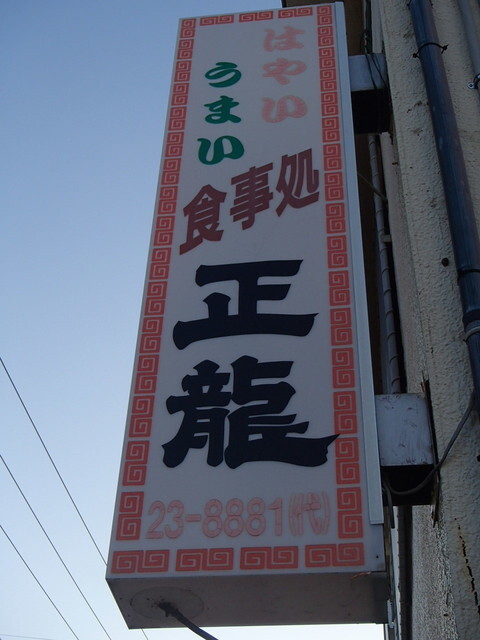 はやい
うまい
食事処
正龍
23-8881(代)